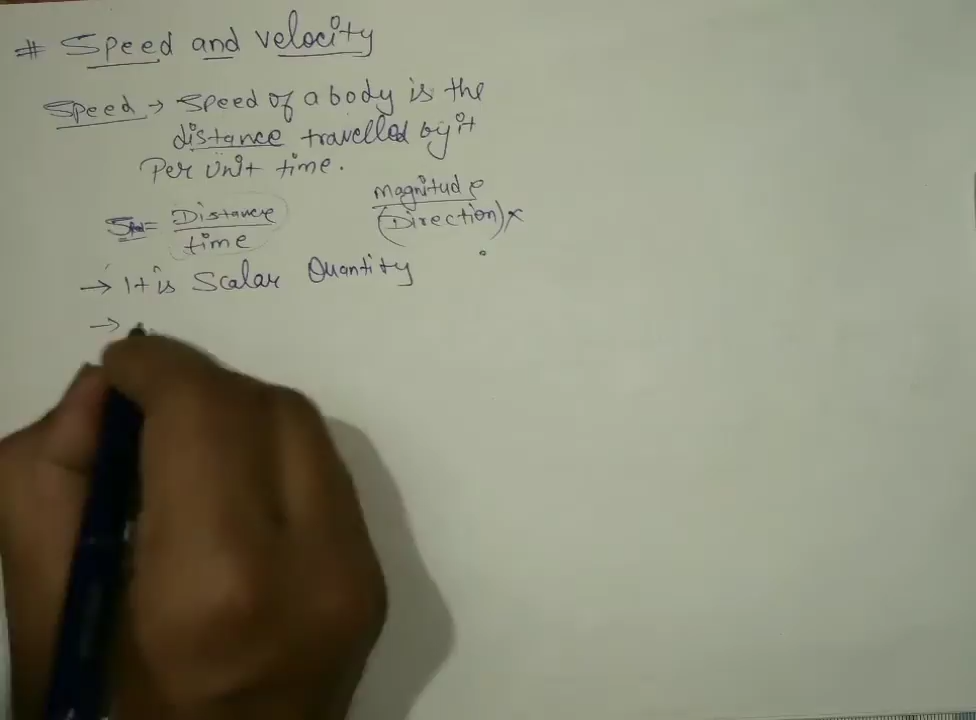 # Speed and velocity
Speed → Speed of a body is the
distance travelled by it
Per Unit time.
Magnitude
= Distance / time
(Direction) ×
→ It is Scalar Quantity
→